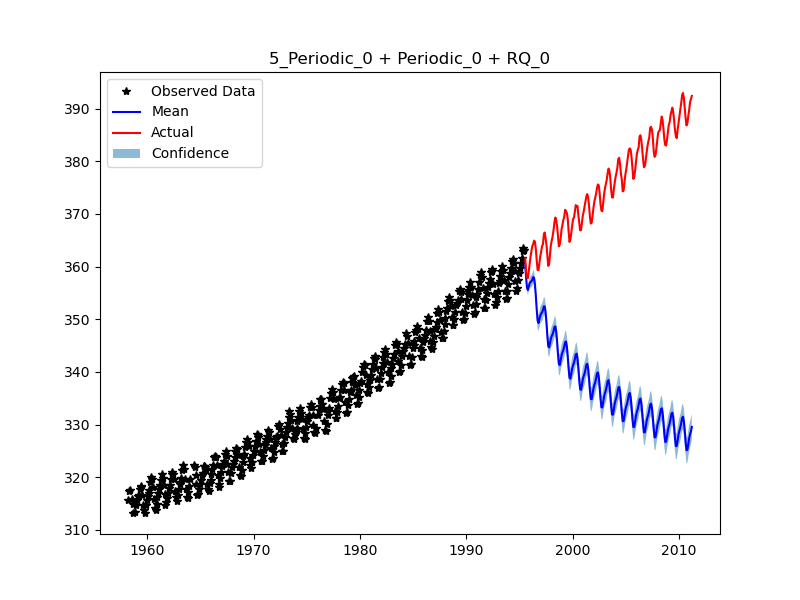 5_Periodic_0 + Periodic_0 + RQ_0
Observed Data
Mean
Actual
Confidence
390
380
370
360
350
340
330
320
310
1960 1970 1980 1990 2000 2010